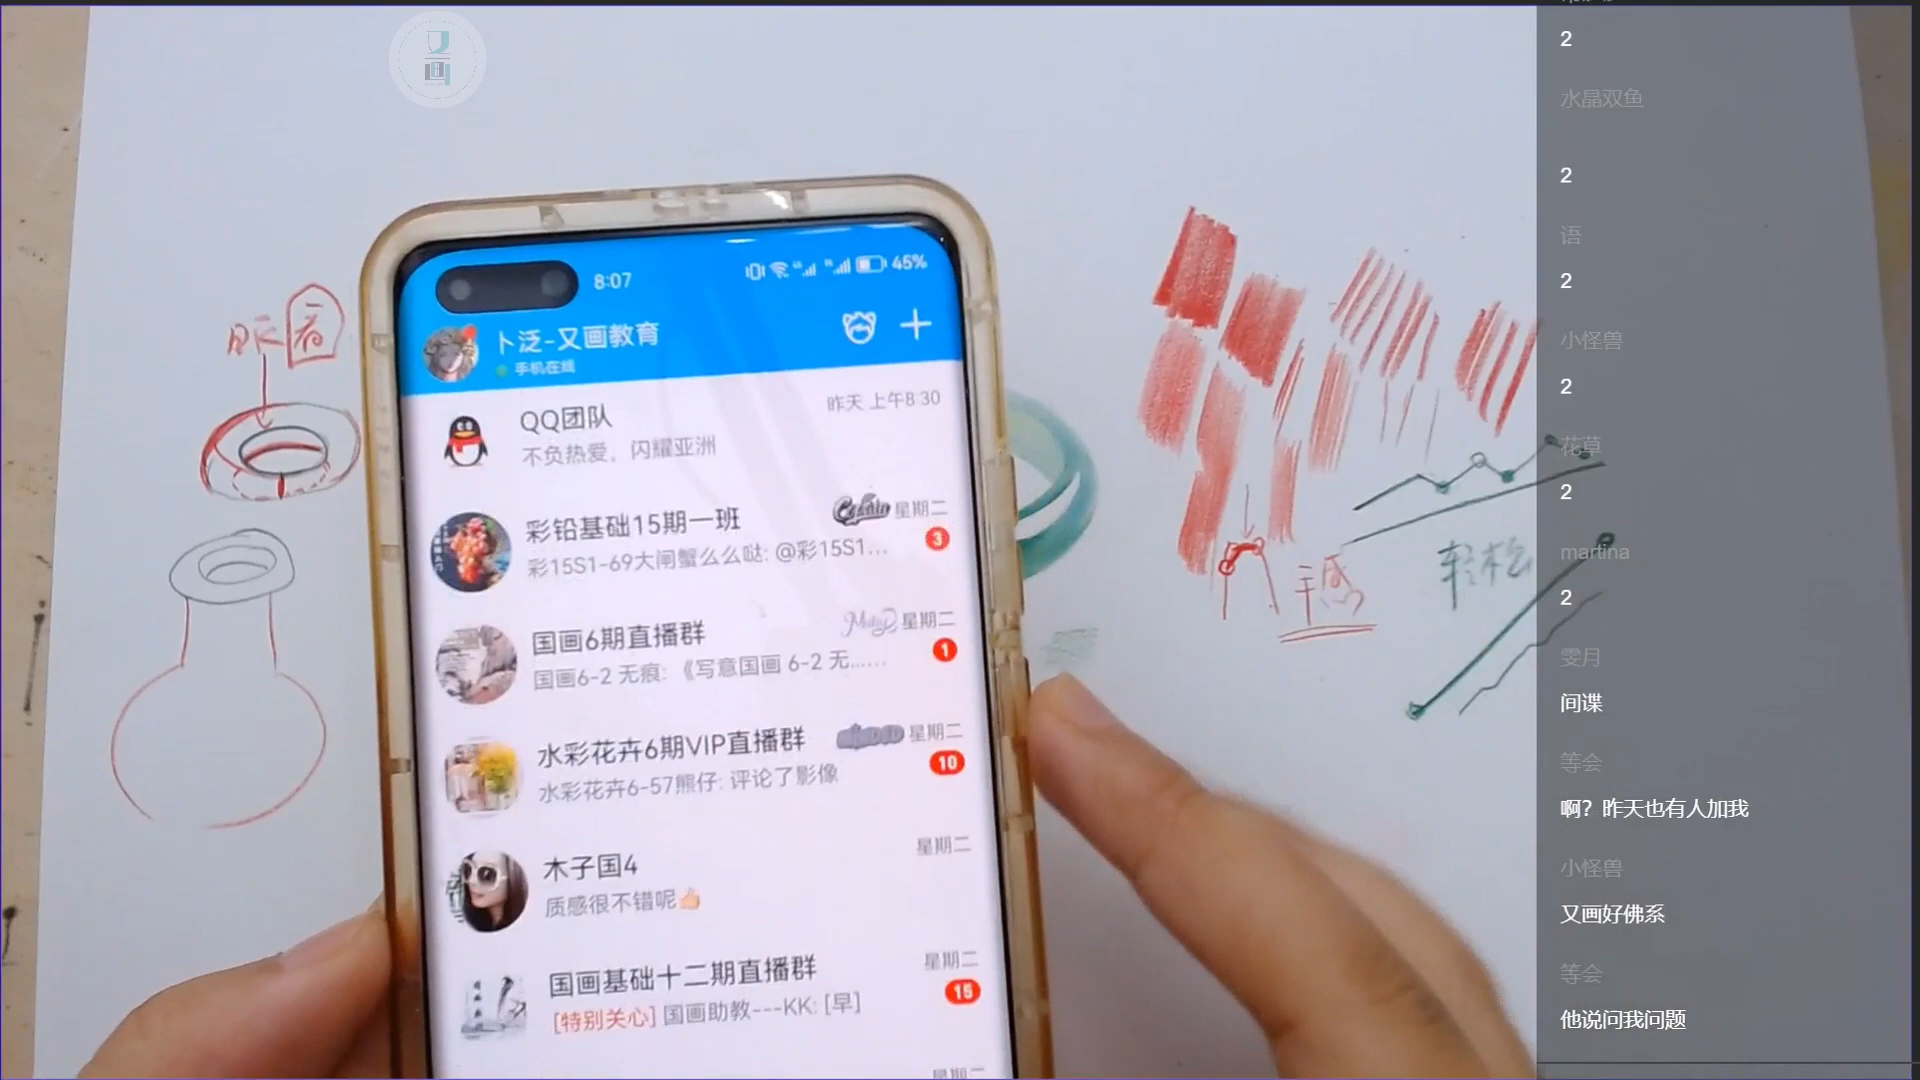 又画
8:07
45%
卜泛-又画教育
手机在线
QQ团队
昨天 上午8:30
不负热爱，闪耀亚洲
彩铅基础15期一班
星期二
彩15S1-69大闸蟹么么哒: @彩15S1...
3
国画6期直播群
星期二
国画6-2 无痕: 《写意国画 6-2 无......
1
水彩花卉6期VIP直播群
星期二
水彩花卉6-57熊仔: 评论了影像
10
木子国4
星期二
质感很不错呢
国画基础十二期直播群
星期二
[特别关心] 国画助教---KK: [早]
15
手感
轻松
2
水晶双鱼
2
语
2
小怪兽
2
花草
2
martina
2
雯月
间谍
等会
啊？昨天也有人加我
小怪兽
又画好佛系
等会
他说问我问题